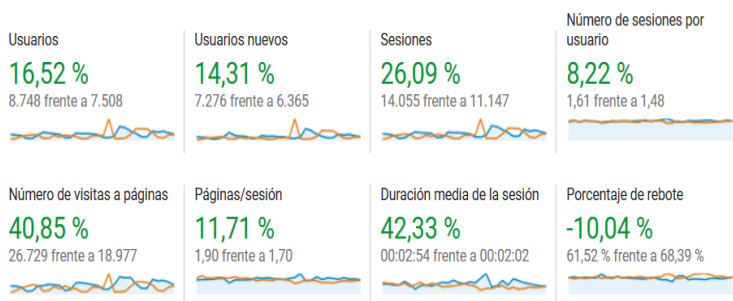 Usuarios
16,52 %
8.748 frente a 7.508
Usuarios nuevos
14,31 %
7.276 frente a 6.365
Sesiones
26,09 %
14.055 frente a 11.147
Número de sesiones por
usuario
8,22 %
1,61 frente a 1,48
Número de visitas a páginas
40,85 %
26.729 frente a 18.977
Páginas/sesión
11,71 %
1,90 frente a 1,70
Duración media de la sesión
42,33 %
00:02:54 frente a 00:02:02
Porcentaje de rebote
-10,04 %
61,52 % frente a 68,39 %